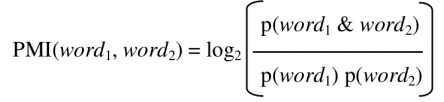 PMI(word₁, word₂) = log₂ ( p(word₁ & word₂) / p(word₁) p(word₂) )